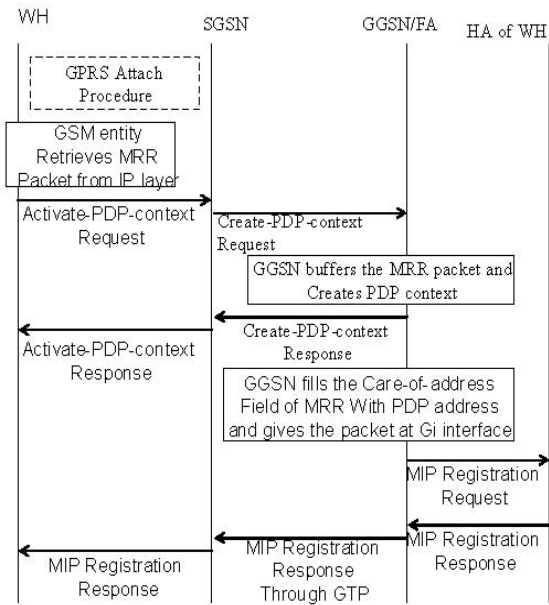 WH
SGSN
GGSN/FA
HA of WH
GPRS Attach
Procedure
GSM entity
Retrieves MRR
Packet from IP layer
Activate-PDP-context
Request
Create-PDP-context
Request
GGSN buffers the MRR packet and
Creates PDP context
Create-PDP-context
Response
Activate-PDP-context
Response
GGSN fills the Care-of-address
Field of MRR With PDP address
and gives the packet at Gi interface
MIP Registration
Request
MIP Registration
Response
MIP Registration
Response
Through GTP
MIP Registration
Response